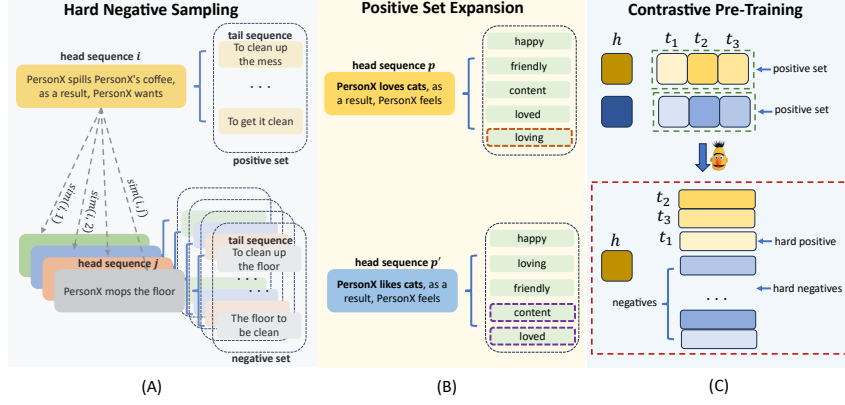 Hard Negative Sampling
head sequence i
PersonX spills PersonX's coffee,
as a result, PersonX wants
tail sequence
To clean up
the mess
. . .
To get it clean
positive set
sim(i, 1)
sim(i, 2)
sim(i, j)
head sequence j
PersonX mops the floor
tail sequence
To clean up
the floor
. . .
The floor to
be clean
negative set
(A)
Positive Set Expansion
head sequence p
PersonX loves cats, as
a result, PersonX feels
happy
friendly
content
loved
loving
head sequence p′
PersonX likes cats, as a
result, PersonX feels
happy
loving
friendly
content
loved
(B)
Contrastive Pre-Training
h
t₁ t₂ t₃
positive set
positive set
t₂
t₃
t₁
h
hard positive
hard negatives
negatives
. . .
(C)